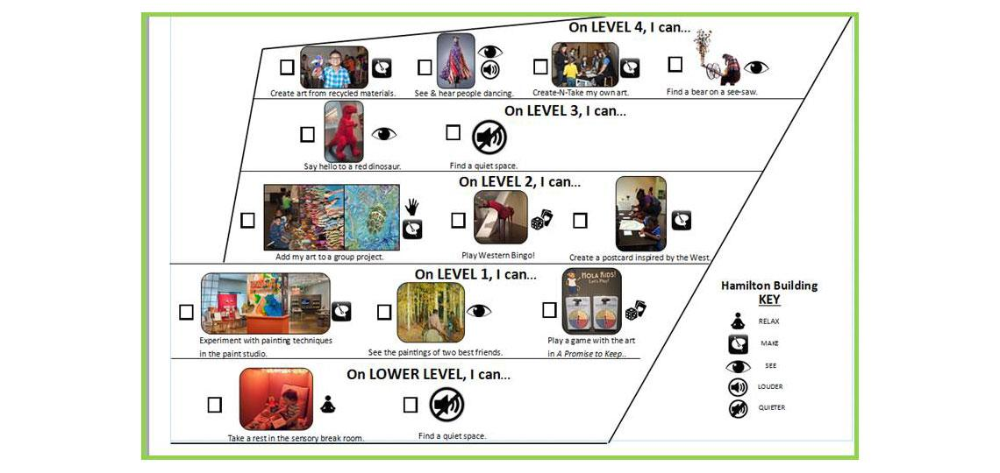 On LEVEL 4, I can...
Create art from recycled materials.
See & hear people dancing.
Create-N-Take my own art.
Find a bear on a see-saw.
On LEVEL 3, I can...
Say hello to a red dinosaur.
Find a quiet space.
On LEVEL 2, I can...
Add my art to a group project.
Play Western Bingo!
Create a postcard inspired by the West.
On LEVEL 1, I can...
HOLA KIDS!
Let's Play!
Experiment with painting techniques
in the paint studio.
See the paintings of two best friends.
Play a game with the art
in A Promise to Keep..
On LOWER LEVEL, I can...
Take a rest in the sensory break room.
Find a quiet space.
Hamilton Building
KEY
RELAX
MAKE
SEE
LOUDER
QUIETER